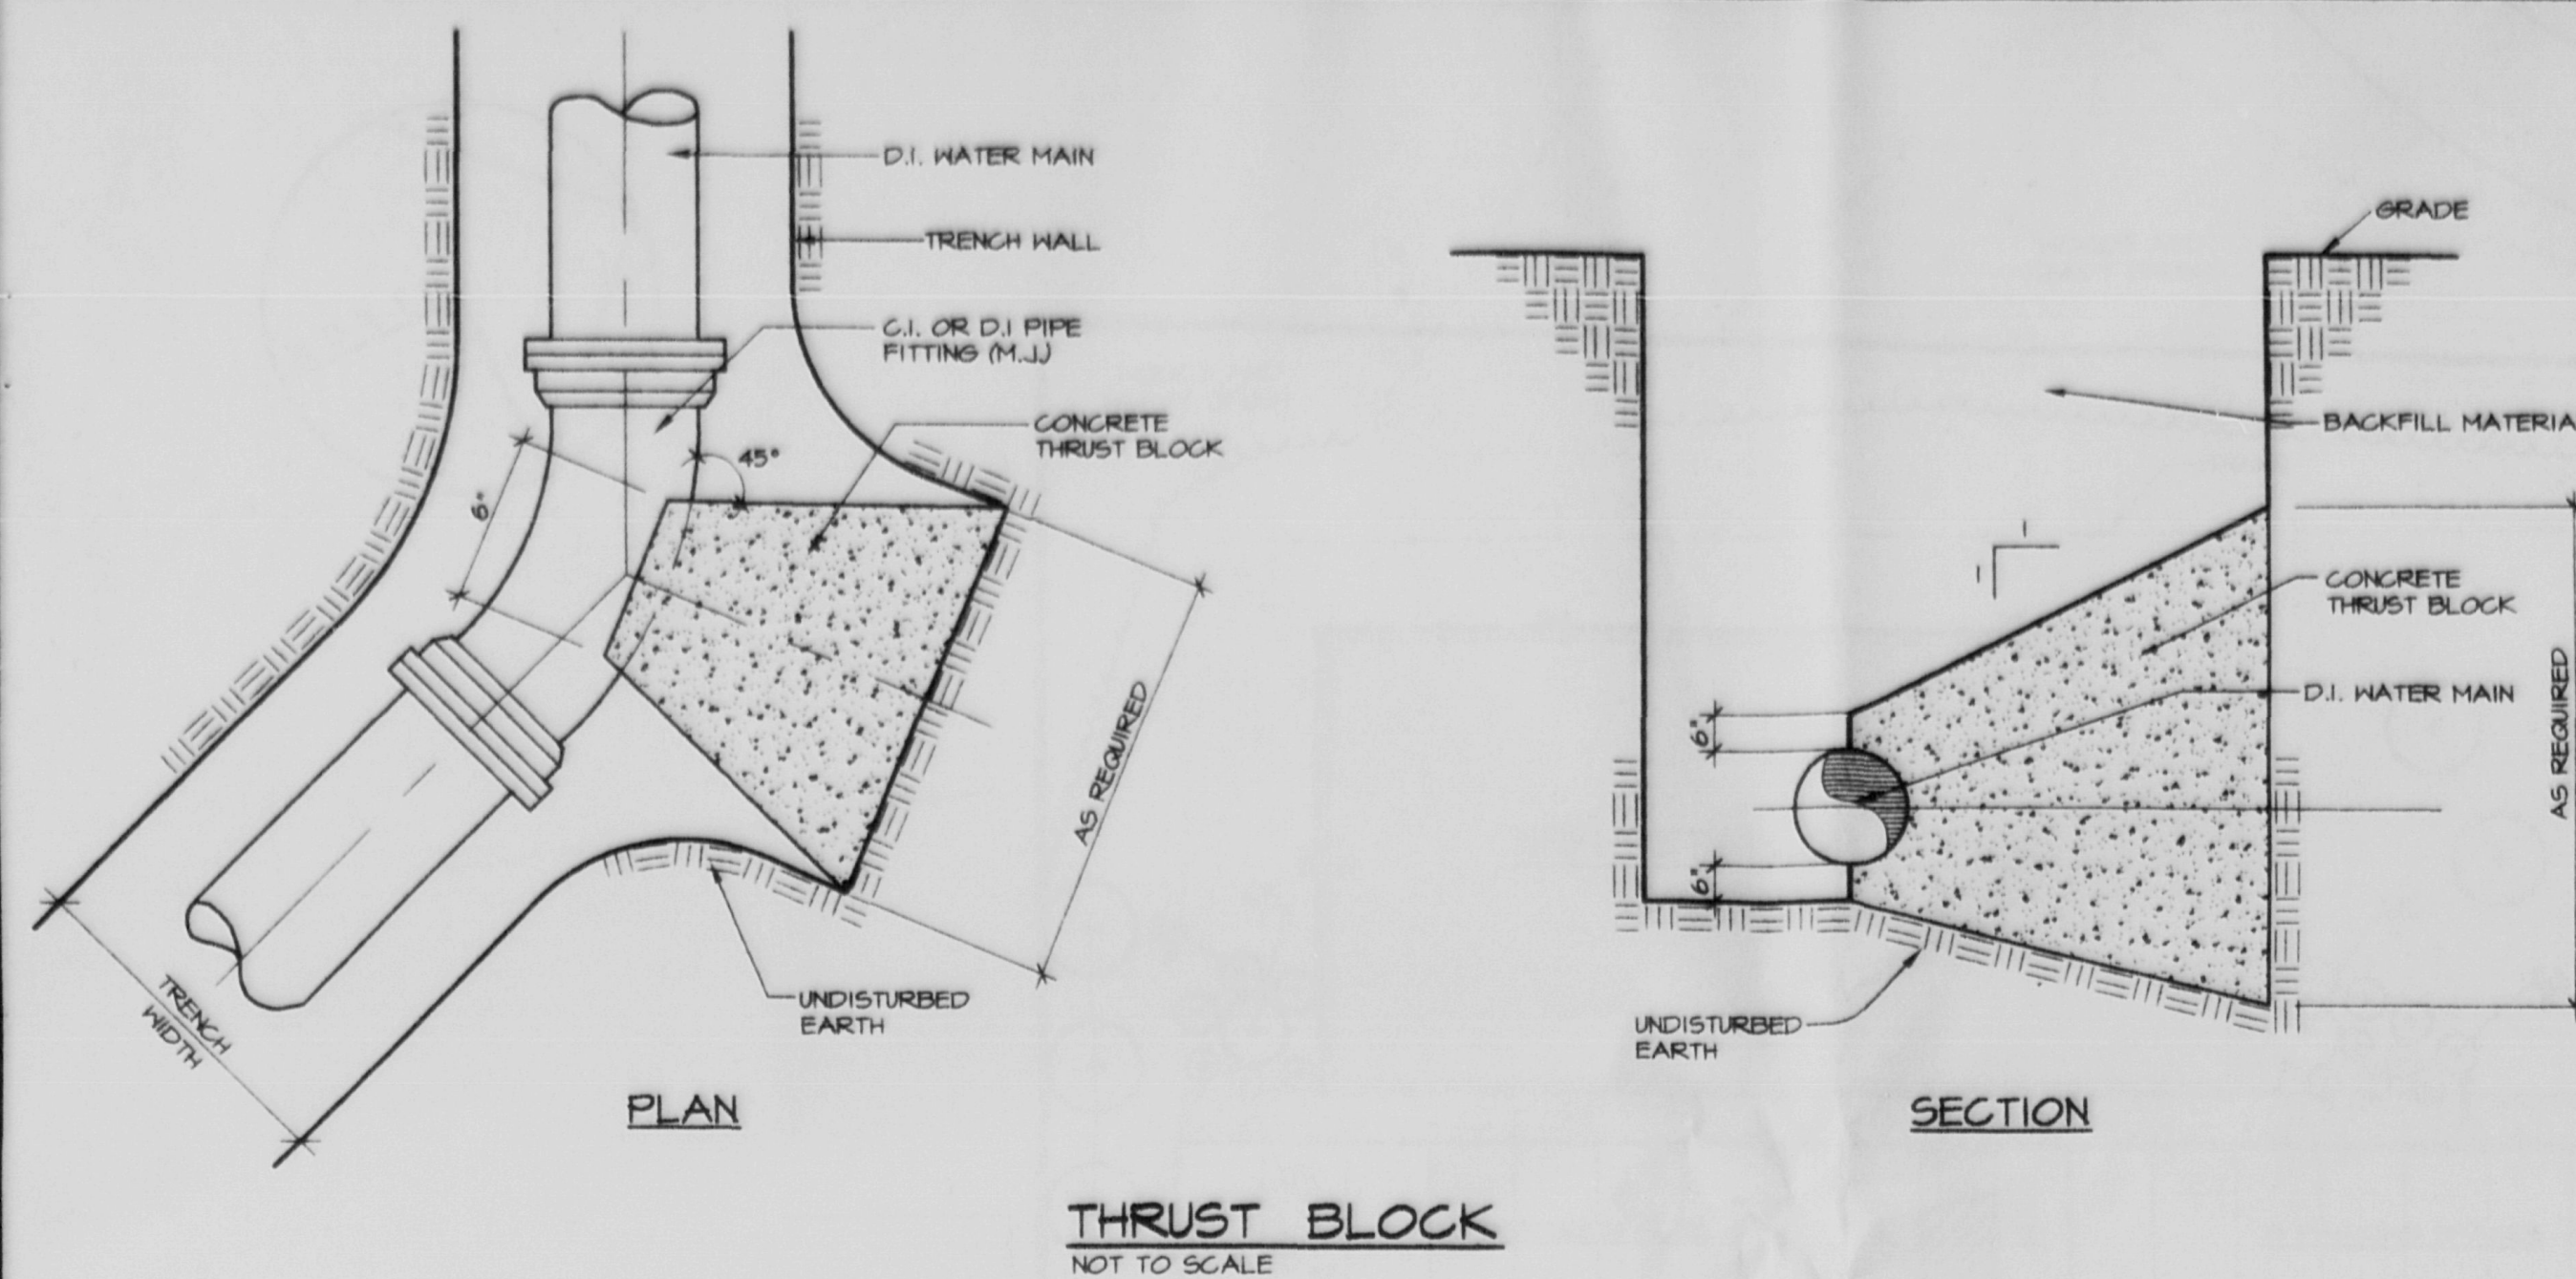 D.I. WATER MAIN
TRENCH WALL
C.I. OR D.I PIPE
FITTING (M.J.)
CONCRETE
THRUST BLOCK
45°
6"
AS REQUIRED
TRENCH
WIDTH
UNDISTURBED
EARTH
PLAN
GRADE
BACKFILL MATERIA
CONCRETE
THRUST BLOCK
D.I. WATER MAIN
6"
6"
AS REQUIRED
UNDISTURBED
EARTH
SECTION
THRUST BLOCK
NOT TO SCALE